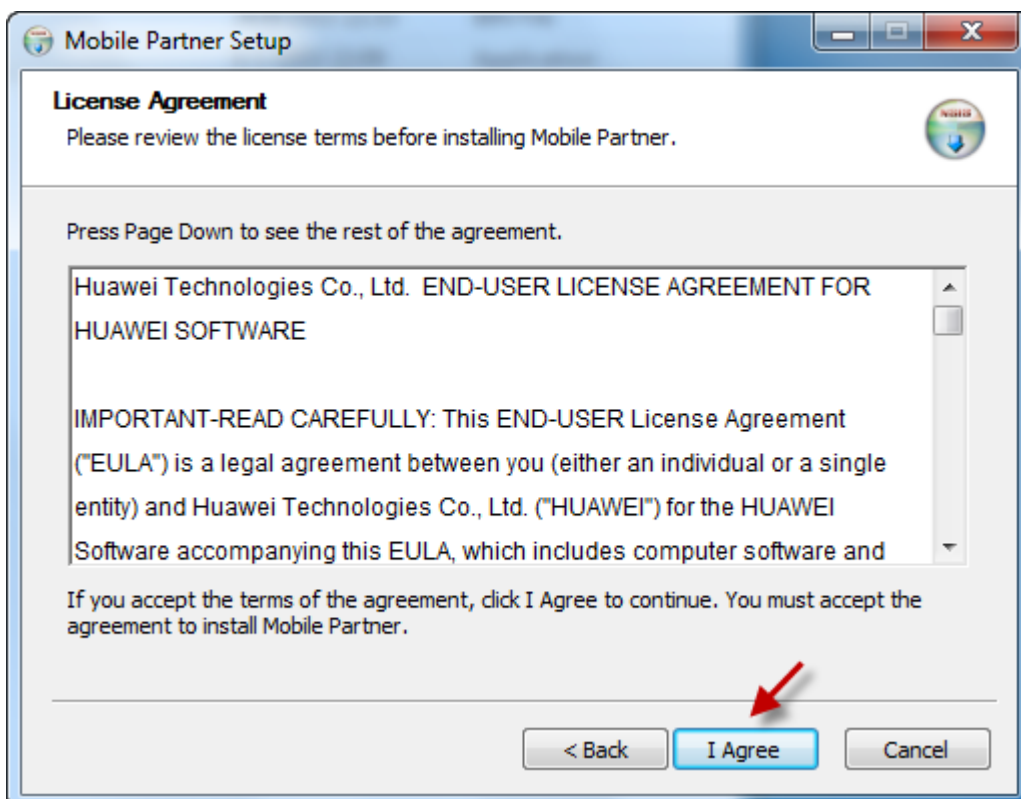 Mobile Partner Setup
License Agreement
Please review the license terms before installing Mobile Partner.
Press Page Down to see the rest of the agreement.
Huawei Technologies Co., Ltd.  END-USER LICENSE AGREEMENT FOR
HUAWEI SOFTWARE
IMPORTANT-READ CAREFULLY: This END-USER License Agreement
("EULA") is a legal agreement between you (either an individual or a single
entity) and Huawei Technologies Co., Ltd. ("HUAWEI") for the HUAWEI
Software accompanying this EULA, which includes computer software and
If you accept the terms of the agreement, click I Agree to continue. You must accept the
agreement to install Mobile Partner.
< Back
I Agree
Cancel